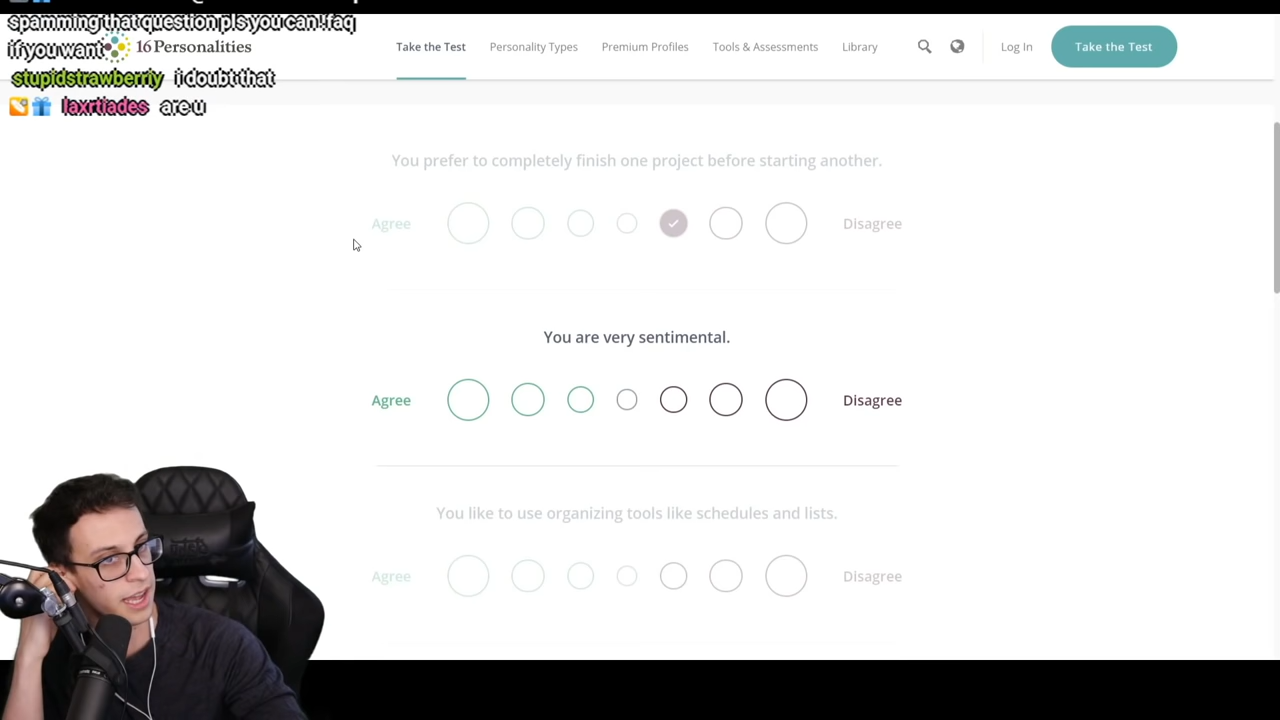 spamming that question pls you can !faq
if you want
stupidstrawberriy i doubt that
laxrtiades are u
16Personalities
Take the Test
Personality Types
Premium Profiles
Tools & Assessments
Library
Log In
Take the Test
You prefer to completely finish one project before starting another.
Agree
Disagree
You are very sentimental.
Agree
Disagree
You like to use organizing tools like schedules and lists.
Agree
Disagree